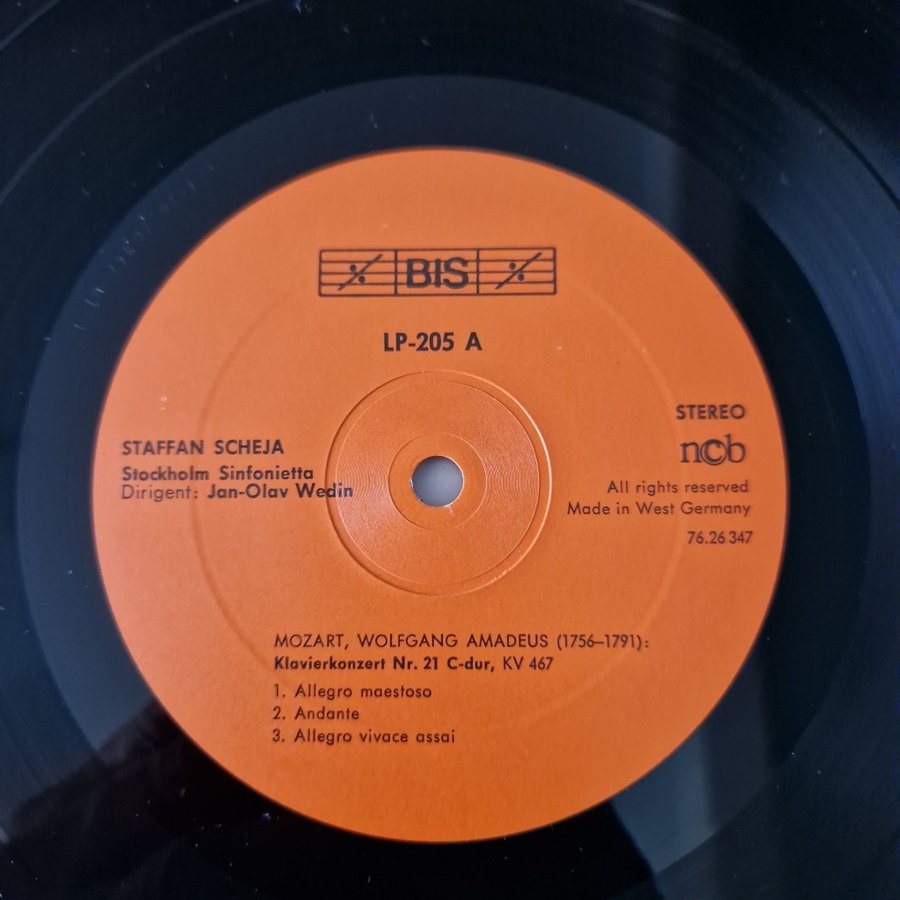 BIS
LP-205 A
STAFFAN SCHEJA
Stockholm Sinfonietta
Dirigent: Jan-Olav Wedin
STEREO
ncb
All rights reserved
Made in West Germany
76.26 347
MOZART, WOLFGANG AMADEUS (1756–1791):
Klavierkonzert Nr. 21 C-dur, KV 467
1. Allegro maestoso
2. Andante
3. Allegro vivace assai